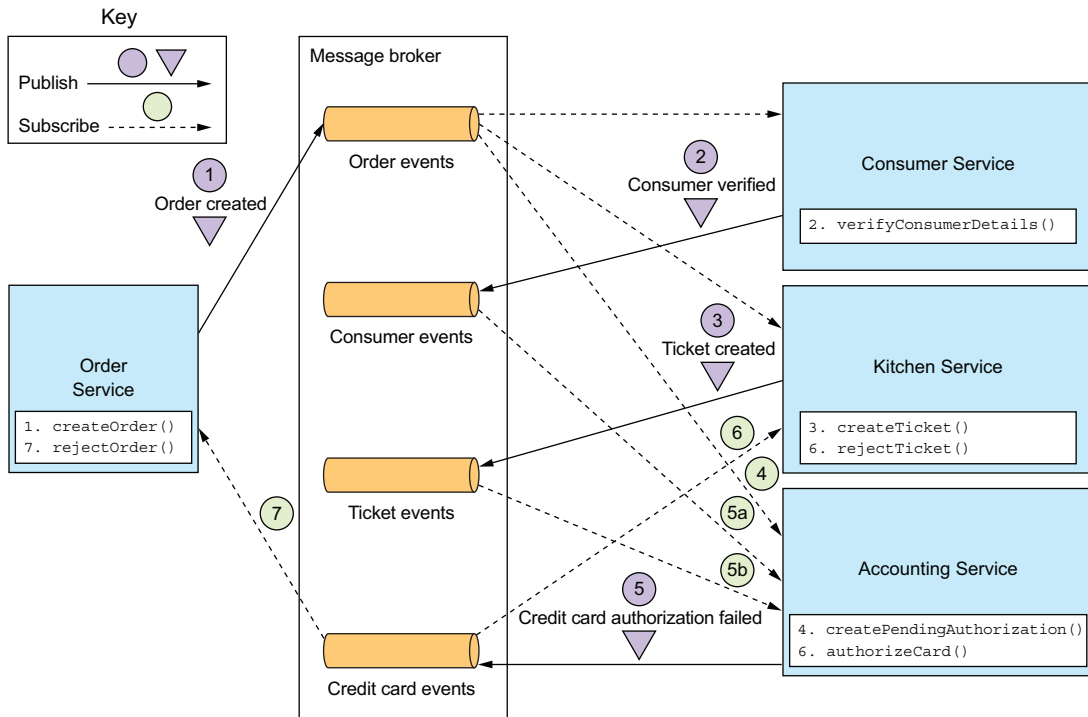 Key
Publish
Subscribe
Message broker
Order events
Consumer events
Ticket events
Credit card events
1
Order created
2
Consumer verified
3
Ticket created
6
4
5a
5b
7
5
Credit card authorization failed
Order
Service
1. createOrder()
7. rejectOrder()
Consumer Service
2. verifyConsumerDetails()
Kitchen Service
3. createTicket()
6. rejectTicket()
Accounting Service
4. createPendingAuthorization()
6. authorizeCard()